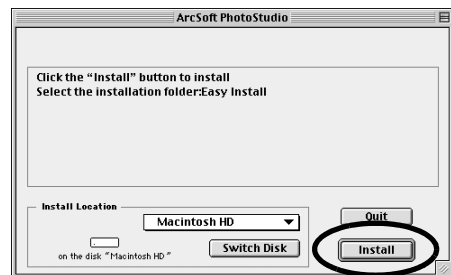 ArcSoft PhotoStudio
Click the “Install” button to install
Select the installation folder:Easy Install
Install Location
Macintosh HD
on the disk “Macintosh HD”
Switch Disk
Quit
Install